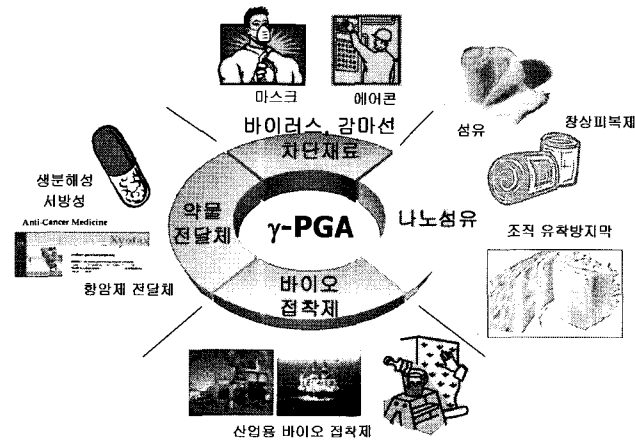 마스크
에어콘
바이러스, 감마선
차단재료
섬유
창상피복제
생분해성
서방성
Anti-Cancer Medicine
Xyotax
항암제 전달체
약물
전달체
γ-PGA
나노섬유
조직 유착방지막
바이오
접착제
산업용 바이오 접착제